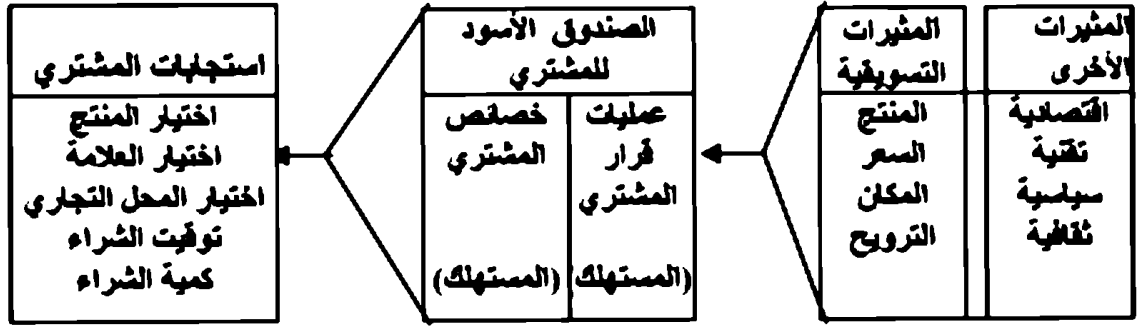 المثيرات
الأخرى
اقتصادية
تقنية
سياسية
ثقافية
المثيرات
التسويقية
المنتج
السعر
المكان
الترويح
الصندوق الأسود
للمشتري
عمليات
قرار
المشتري
(المستهلك)
خصائص
المشتري
(المستهلك)
استجابات المشتري
اختيار المنتج
اختيار العلامة
اختيار المحل التجاري
توقيت الشراء
كمية الشراء